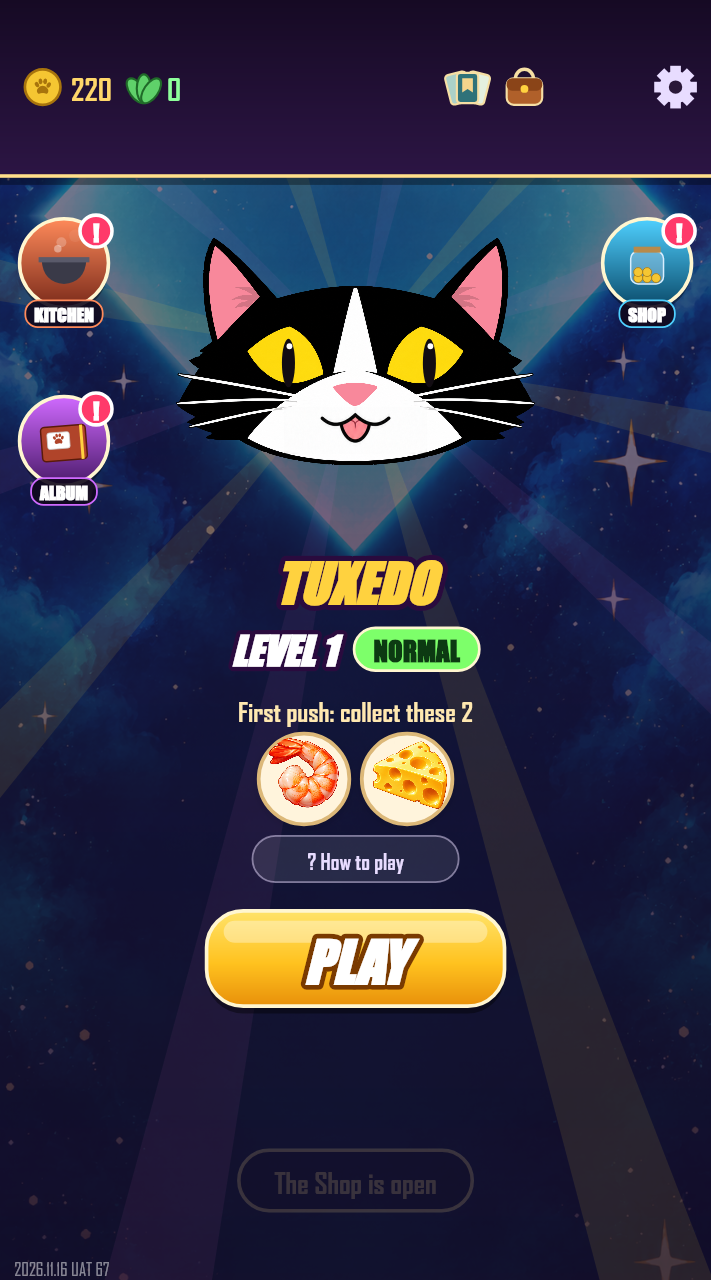 220
0
!
KITCHEN
!
SHOP
!
ALBUM
TUXEDO
LEVEL 1
NORMAL
First push: collect these 2
? How to play
PLAY
The Shop is open
2026.11.16 UAT 67